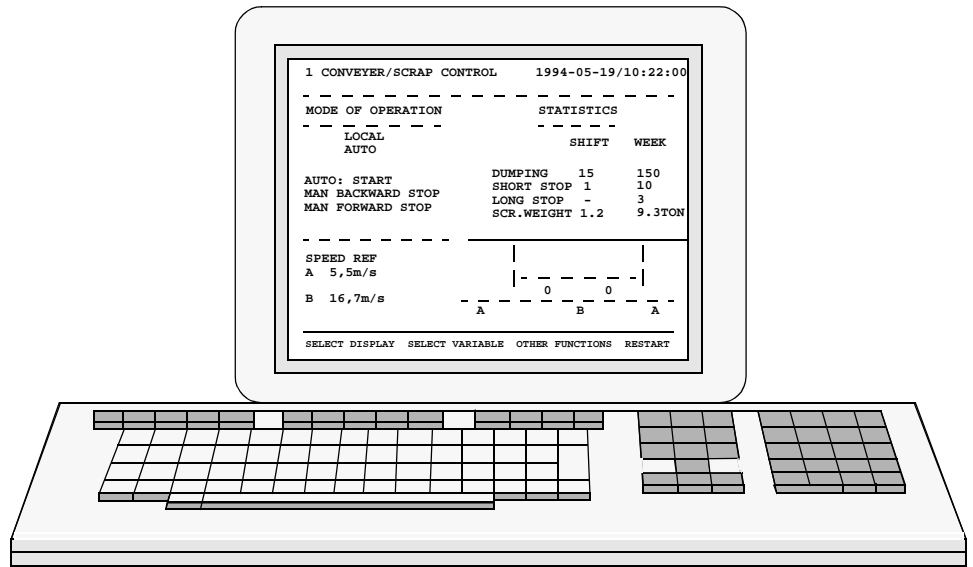 1 CONVEYER/SCRAP CONTROL 1994-05-19/10:22:00
MODE OF OPERATION STATISTICS
LOCAL
AUTO
SHIFT WEEK
AUTO: START
MAN BACKWARD STOP
MAN FORWARD STOP
DUMPING 15 150
SHORT STOP 1 10
LONG STOP - 3
SCR.WEIGHT 1.2 9.3TON
SPEED REF
A 5,5m/s
B 16,7m/s
0 0
A B A
SELECT DISPLAY SELECT VARIABLE OTHER FUNCTIONS RESTART